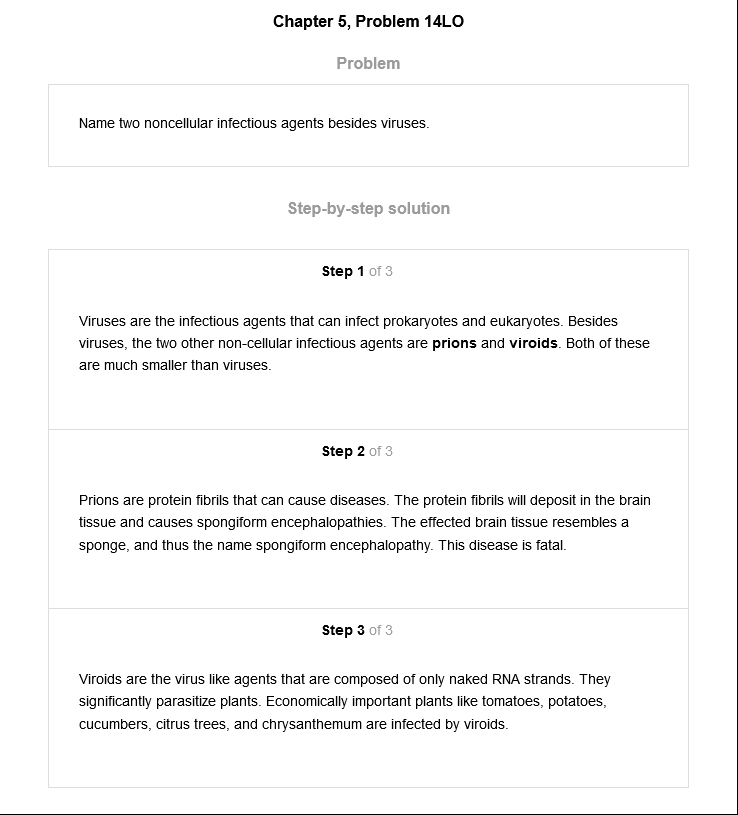 Chapter 5, Problem 14LO
Problem
Name two noncellular infectious agents besides viruses.
Step-by-step solution
Step 1 of 3
Viruses are the infectious agents that can infect prokaryotes and eukaryotes. Besides
viruses, the two other non-cellular infectious agents are prions and viroids. Both of these
are much smaller than viruses.
Step 2 of 3
Prions are protein fibrils that can cause diseases. The protein fibrils will deposit in the brain
tissue and causes spongiform encephalopathies. The effected brain tissue resembles a
sponge, and thus the name spongiform encephalopathy. This disease is fatal.
Step 3 of 3
Viroids are the virus like agents that are composed of only naked RNA strands. They
significantly parasitize plants. Economically important plants like tomatoes, potatoes,
cucumbers, citrus trees, and chrysanthemum are infected by viroids.